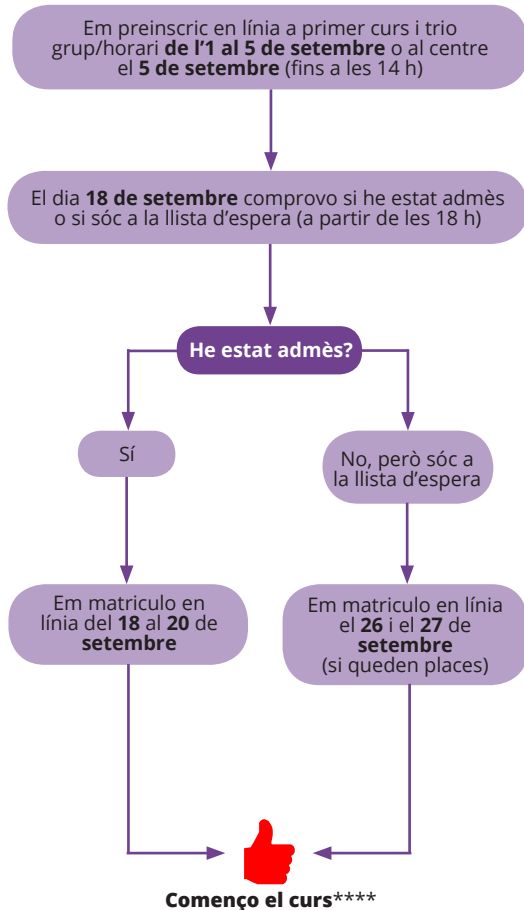 Em preinscric en línia a primer curs i trio
grup/horari de l'1 al 5 de setembre o al centre
el 5 de setembre (fins a les 14 h)
El dia 18 de setembre comprovo si he estat admès
o si sóc a la llista d'espera (a partir de les 18 h)
He estat admès?
Sí
No, però sóc a
la llista d'espera
Em matriculo en
línia del 18 al 20 de
setembre
Em matriculo en línia
el 26 i el 27 de
setembre
(si queden places)
Començo el curs****